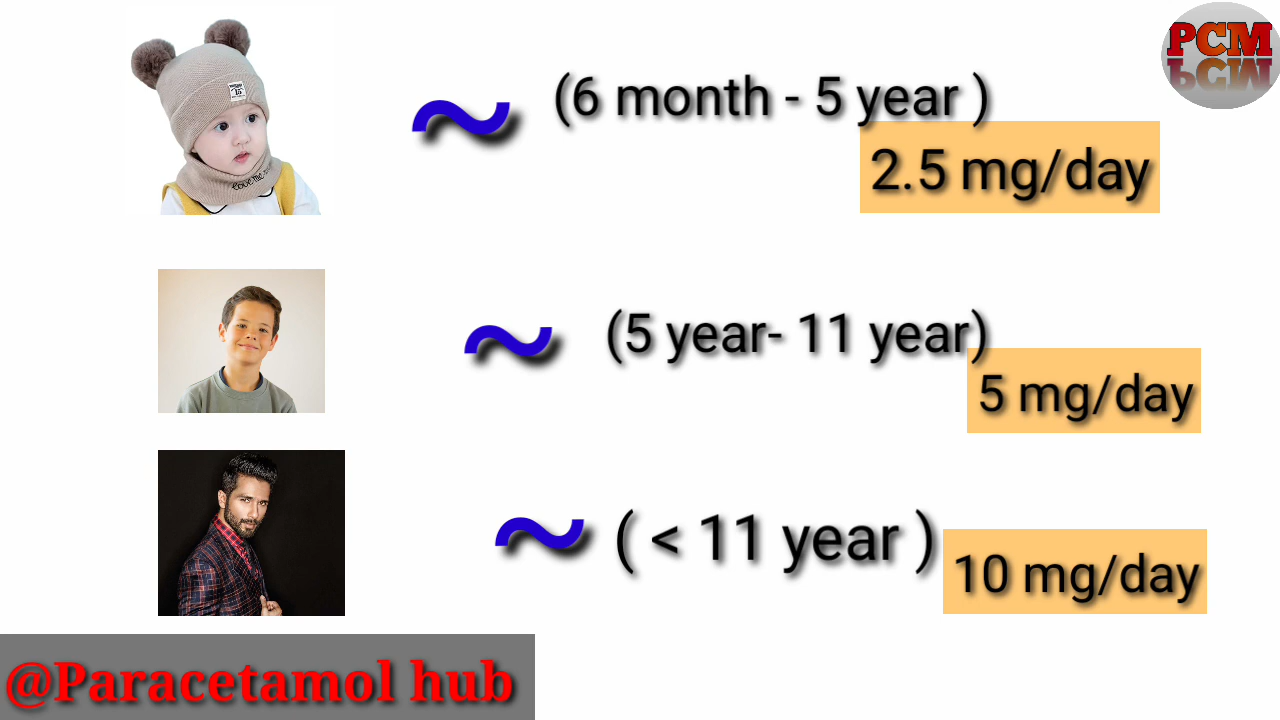 PCM
(6 month - 5 year )
2.5 mg/day
(5 year- 11 year)
5 mg/day
( < 11 year )
10 mg/day
@Paracetamol hub